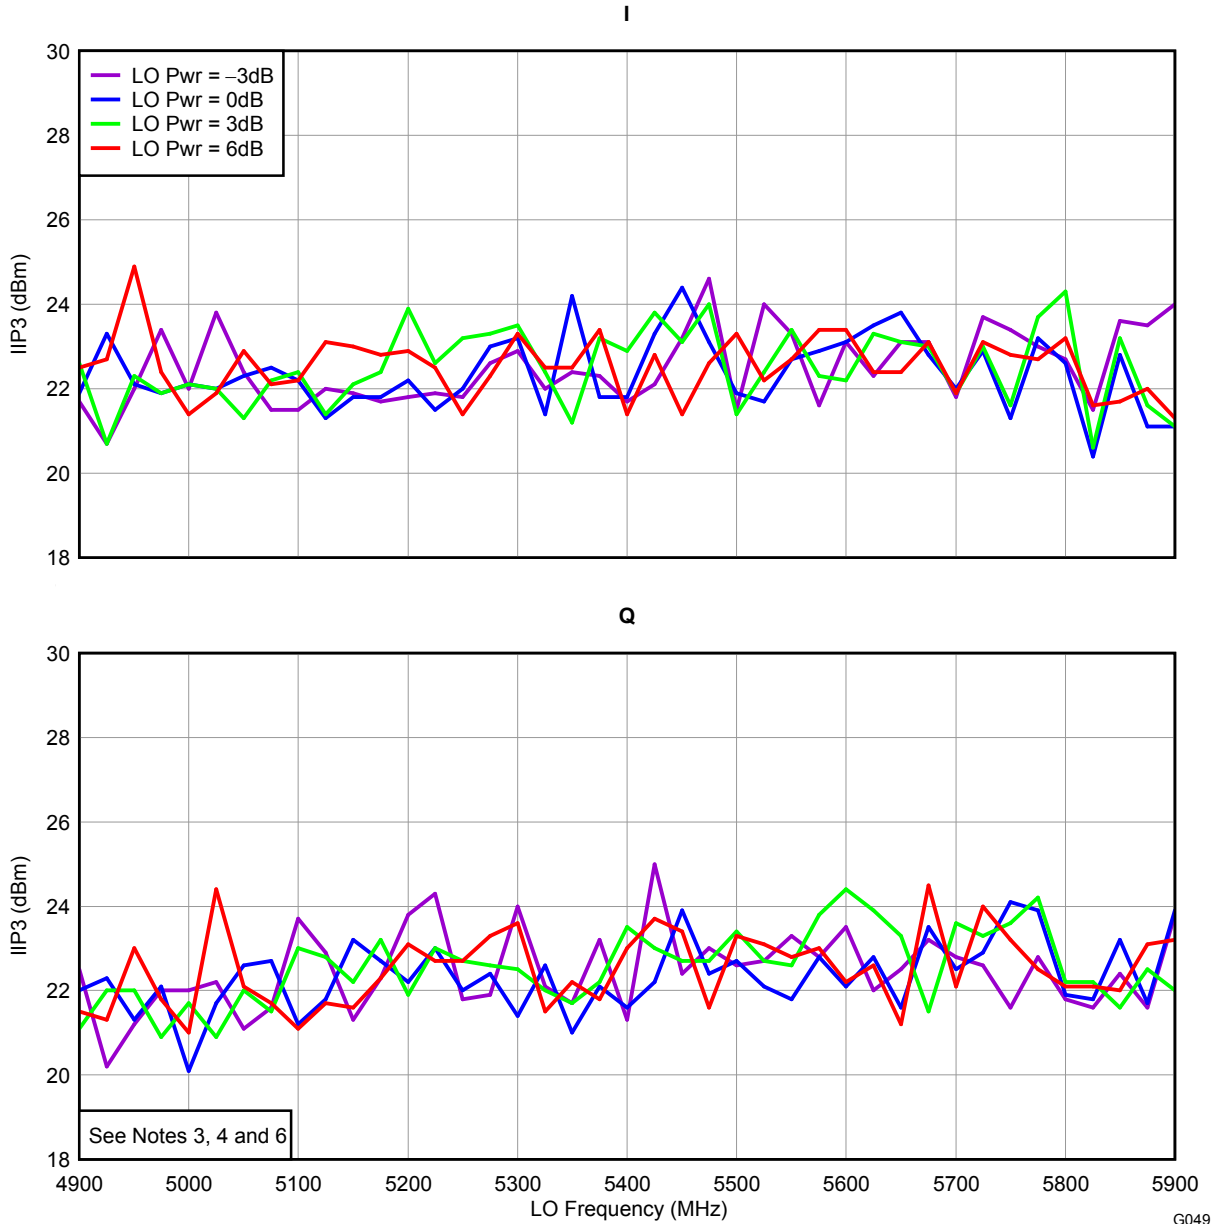 I
30
28
26
24
22
20
18
IIP3 (dBm)
LO Pwr = –3dB
LO Pwr = 0dB
LO Pwr = 3dB
LO Pwr = 6dB
Q
30
28
26
24
22
20
18
IIP3 (dBm)
See Notes 3, 4 and 6
4900 5000 5100 5200 5300 5400 5500 5600 5700 5800 5900
LO Frequency (MHz)
G049